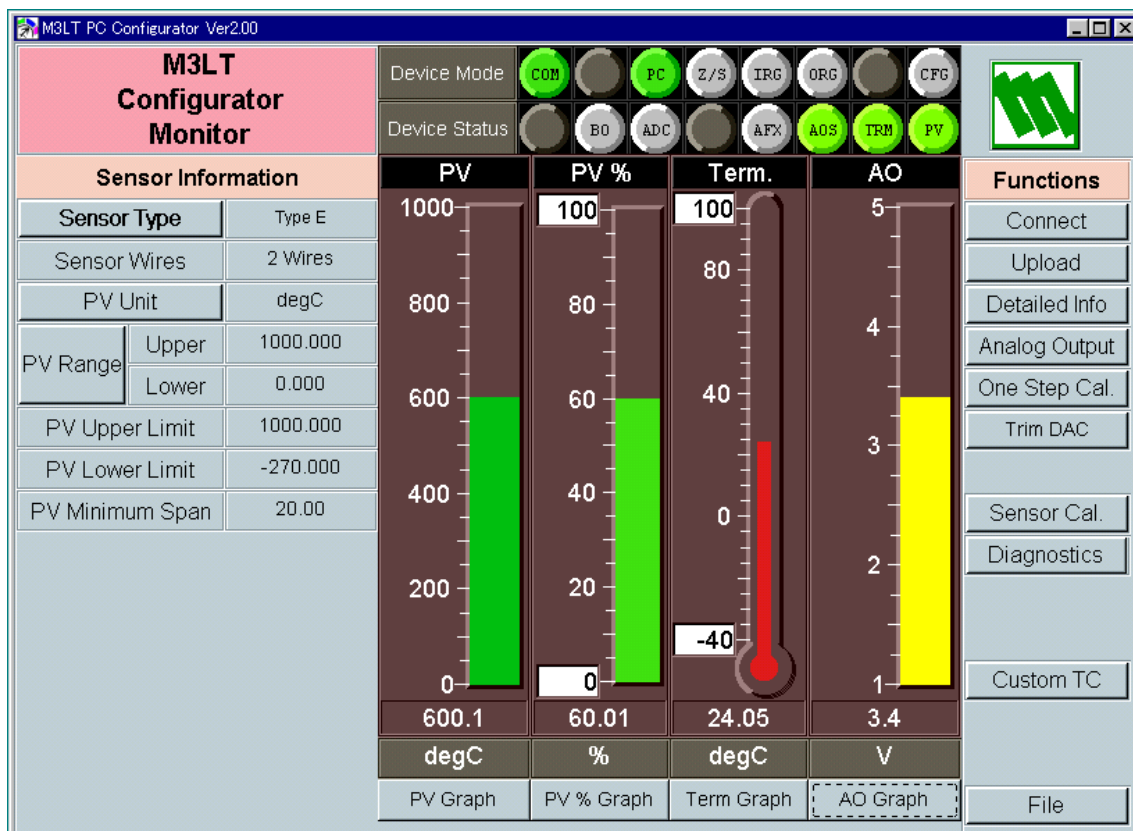 M3LT PC Configurator Ver2.00
M3LT
Configurator
Monitor
Device Mode
COM
PC
Z/S
IRG
ORG
CFG
Device Status
BO
ADC
AFX
AOS
TRM
PV
Sensor Information
Sensor Type
Type E
Sensor Wires
2 Wires
PV Unit
degC
PV Range
Upper
1000.000
Lower
0.000
PV Upper Limit
1000.000
PV Lower Limit
-270.000
PV Minimum Span
20.00
PV
1000
800
600
400
200
0
600.1
degC
PV Graph
PV %
100
80
60
40
20
0
60.01
%
PV % Graph
Term.
100
80
40
0
-40
24.05
degC
Term Graph
AO
5
4
3
2
1
3.4
V
AO Graph
Functions
Connect
Upload
Detailed Info
Analog Output
One Step Cal.
Trim DAC
Sensor Cal.
Diagnostics
Custom TC
File